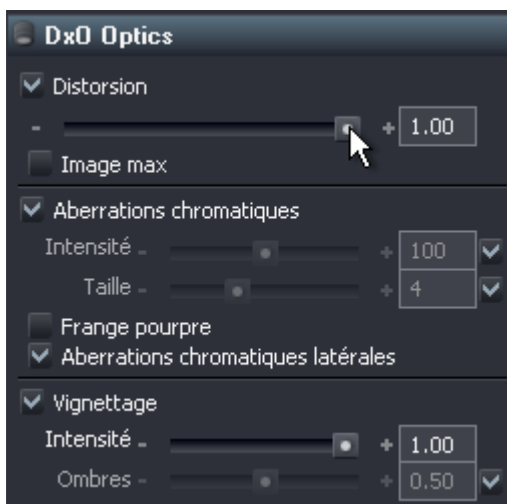 DxO Optics
Distorsion
- + 1.00
Image max
Aberrations chromatiques
Intensité - + 100
Taille - + 4
Frange pourpre
Aberrations chromatiques latérales
Vignettage
Intensité - + 1.00
Ombres - + 0.50